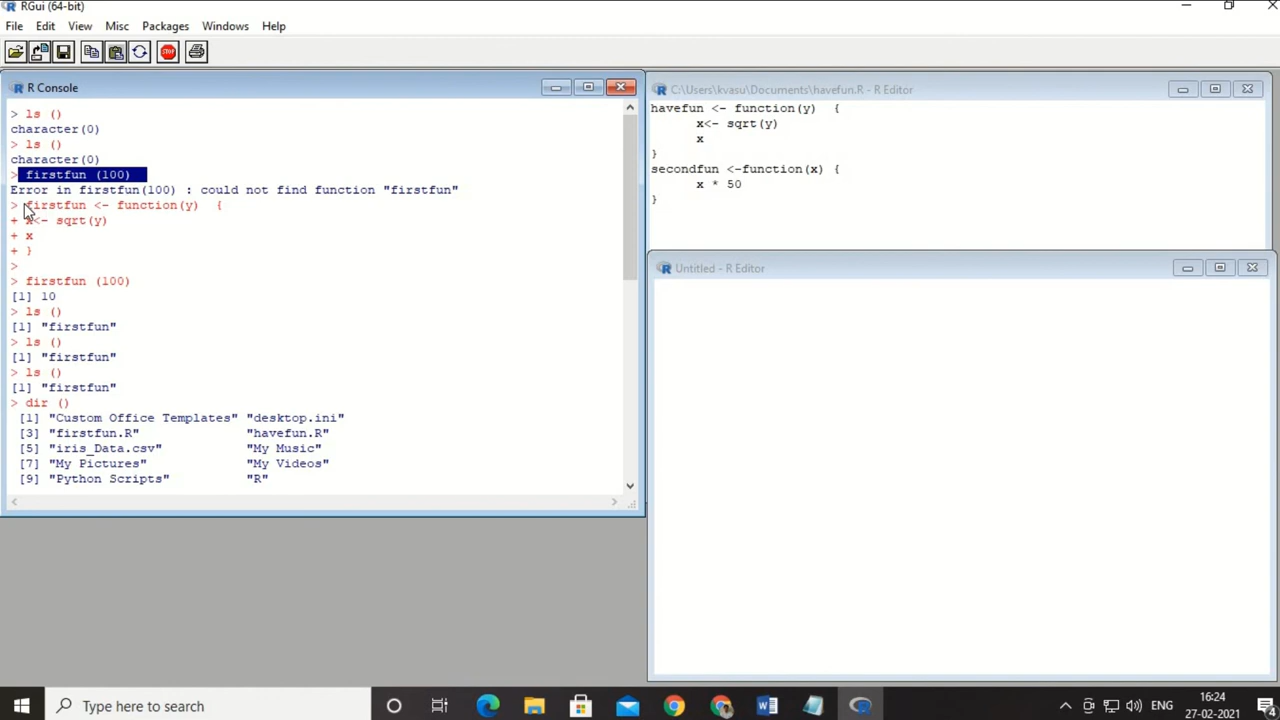 RGui (64-bit)
File Edit View Misc Packages Windows Help
STOP
R Console
> ls ()
character(0)
> ls ()
character(0)
> firstfun (100)
Error in firstfun(100) : could not find function "firstfun"
> firstfun <- function(y)  {
+ x<- sqrt(y)
+ x
+ }
>
> firstfun (100)
[1] 10
> ls ()
[1] "firstfun"
> ls ()
[1] "firstfun"
> ls ()
[1] "firstfun"
> dir ()
[1] "Custom Office Templates" "desktop.ini"
[3] "firstfun.R" "havefun.R"
[5] "iris_Data.csv" "My Music"
[7] "My Pictures" "My Videos"
[9] "Python Scripts" "R"
C:\Users\kvasu\Documents\havefun.R - R Editor
havefun <- function(y)  {
x<- sqrt(y)
x
}
secondfun <-function(x) {
x * 50
}
Untitled - R Editor
Type here to search
ENG
16:24
27-02-2021
4